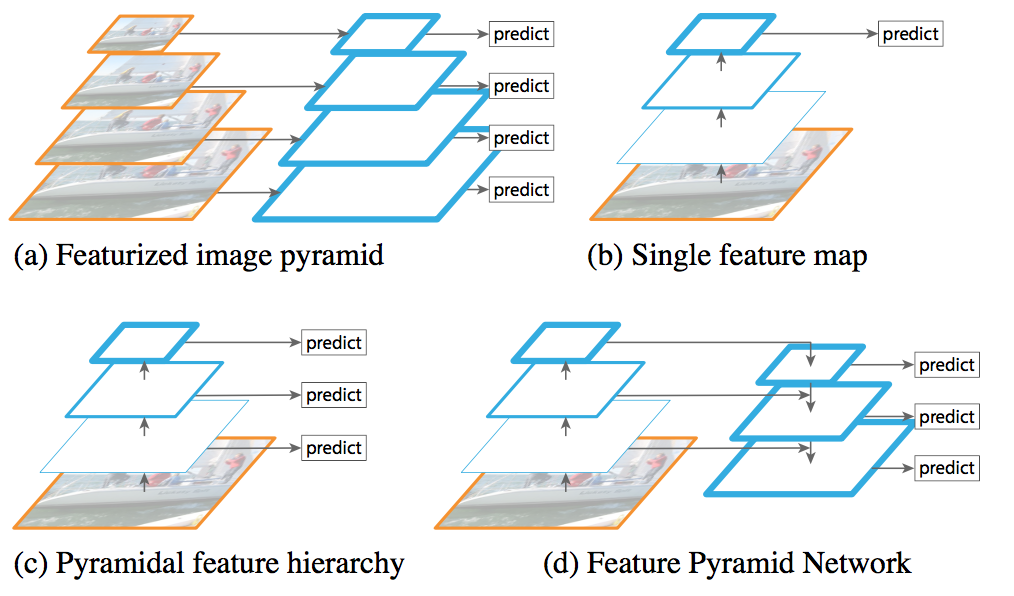 predict
predict
predict
predict
(a) Featurized image pyramid
predict
(b) Single feature map
predict
predict
predict
(c) Pyramidal feature hierarchy
predict
predict
predict
(d) Feature Pyramid Network